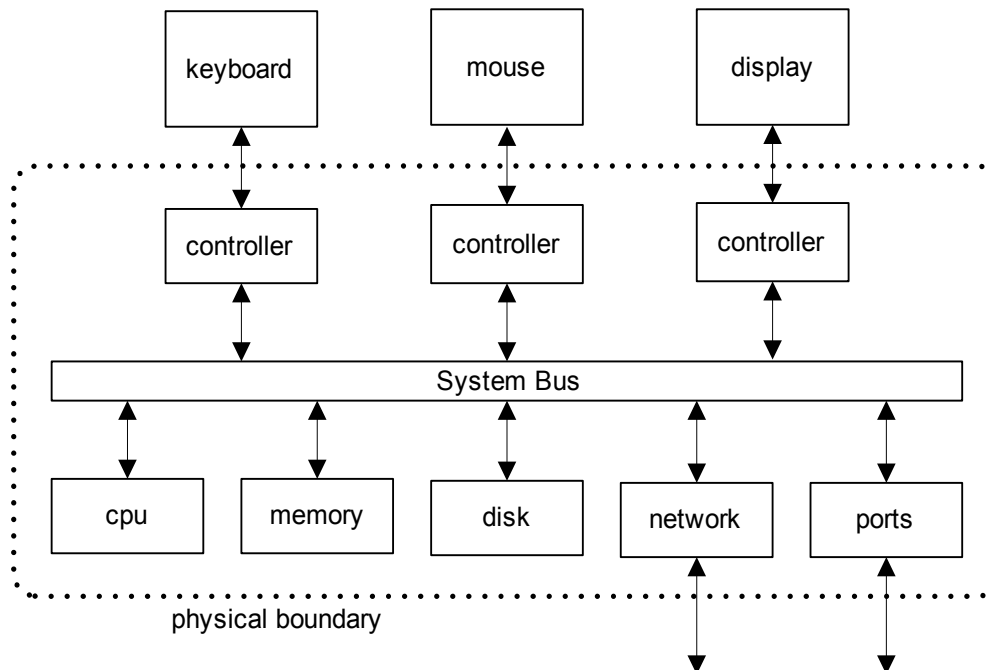 keyboard
mouse
display
controller
controller
controller
System Bus
cpu
memory
disk
network
ports
physical boundary